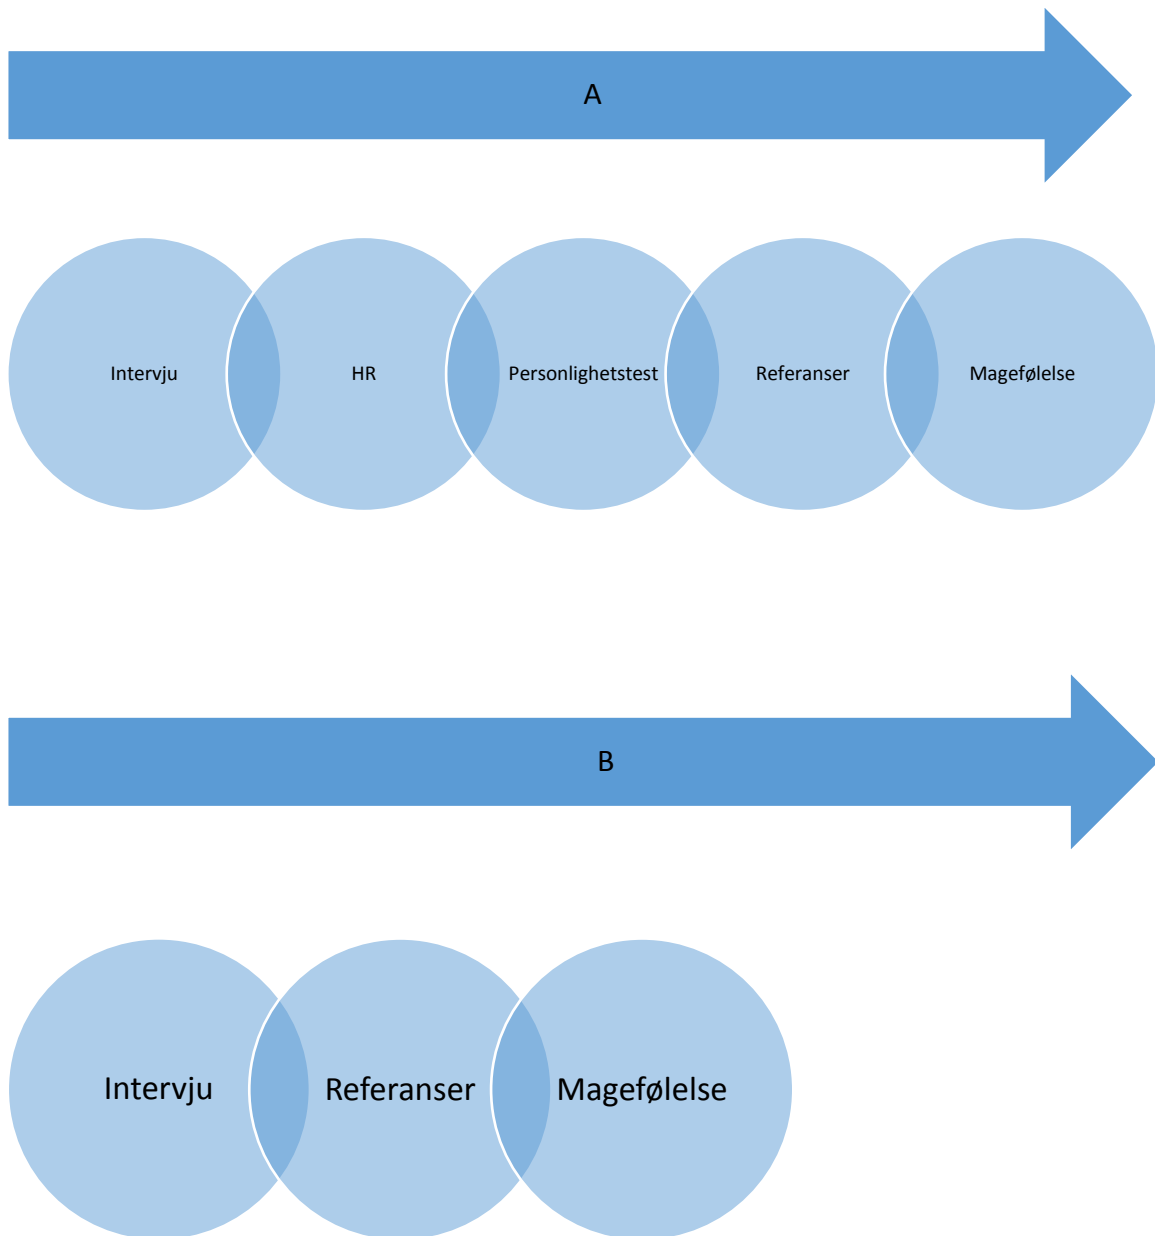 A
Intervju
HR
Personlighetstest
Referanser
Magefølelse
B
Intervju
Referanser
Magefølelse